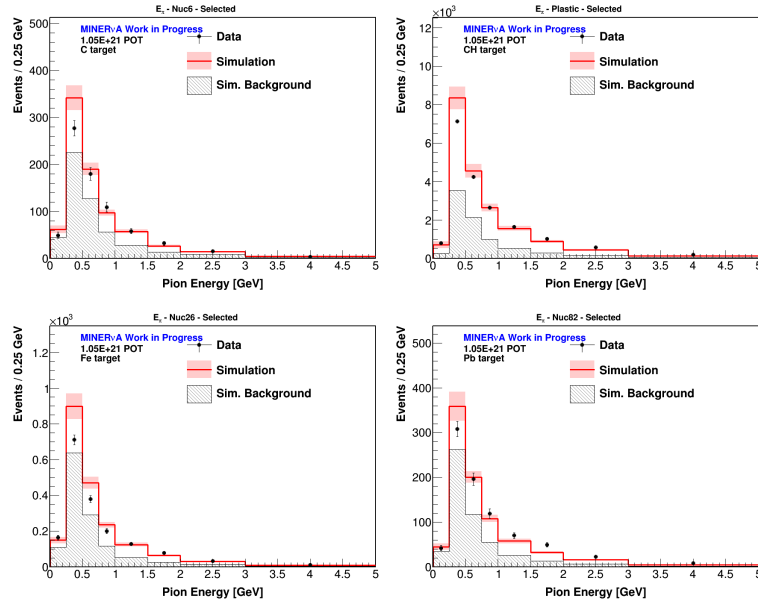 E_π - Nuc6 - Selected
Events / 0.25 GeV
500
400
300
200
100
0
MINERνA Work in Progress
1.05E+21 POT
C target
Data
Simulation
Sim. Background
0 0.5 1 1.5 2 2.5 3 3.5 4 4.5 5
Pion Energy [GeV]
E_π - Plastic - Selected
×10³
Events / 0.25 GeV
12
10
8
6
4
2
0
MINERνA Work in Progress
1.05E+21 POT
CH target
Data
Simulation
Sim. Background
0 0.5 1 1.5 2 2.5 3 3.5 4 4.5 5
Pion Energy [GeV]
E_π - Nuc26 - Selected
×10³
Events / 0.25 GeV
1.2
1
0.8
0.6
0.4
0.2
0
MINERνA Work in Progress
1.05E+21 POT
Fe target
Data
Simulation
Sim. Background
0 0.5 1 1.5 2 2.5 3 3.5 4 4.5 5
Pion Energy [GeV]
E_π - Nuc82 - Selected
Events / 0.25 GeV
500
400
300
200
100
0
MINERνA Work in Progress
1.05E+21 POT
Pb target
Data
Simulation
Sim. Background
0 0.5 1 1.5 2 2.5 3 3.5 4 4.5 5
Pion Energy [GeV]